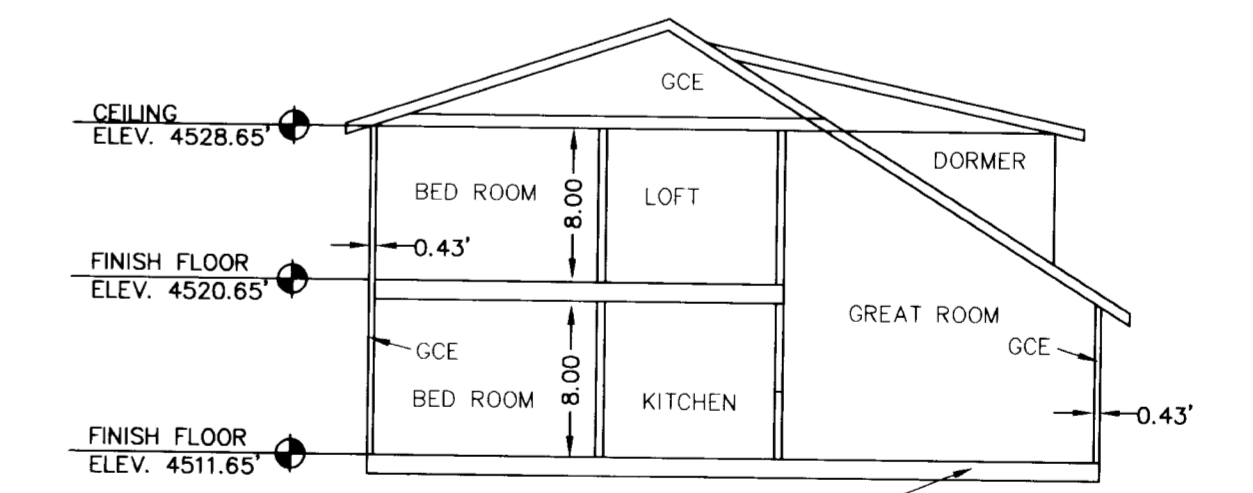 GCE
CEILING
ELEV. 4528.65'
DORMER
BED ROOM
8.00
LOFT
0.43'
FINISH FLOOR
ELEV. 4520.65'
GREAT ROOM
GCE
GCE
8.00
BED ROOM
KITCHEN
0.43'
FINISH FLOOR
ELEV. 4511.65'